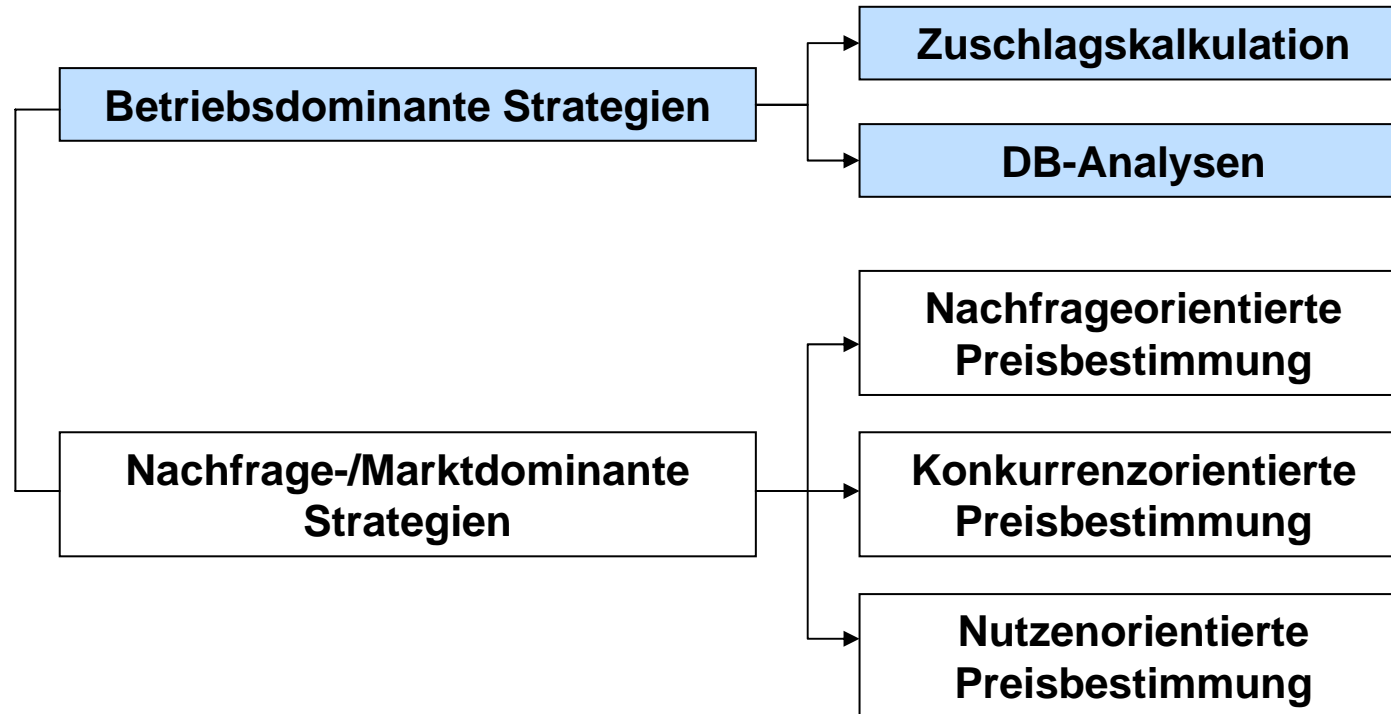 Betriebsdominante Strategien
Zuschlagskalkulation
DB-Analysen
Nachfrage-/Marktdominante
Strategien
Nachfrageorientierte
Preisbestimmung
Konkurrenzorientierte
Preisbestimmung
Nutzenorientierte
Preisbestimmung